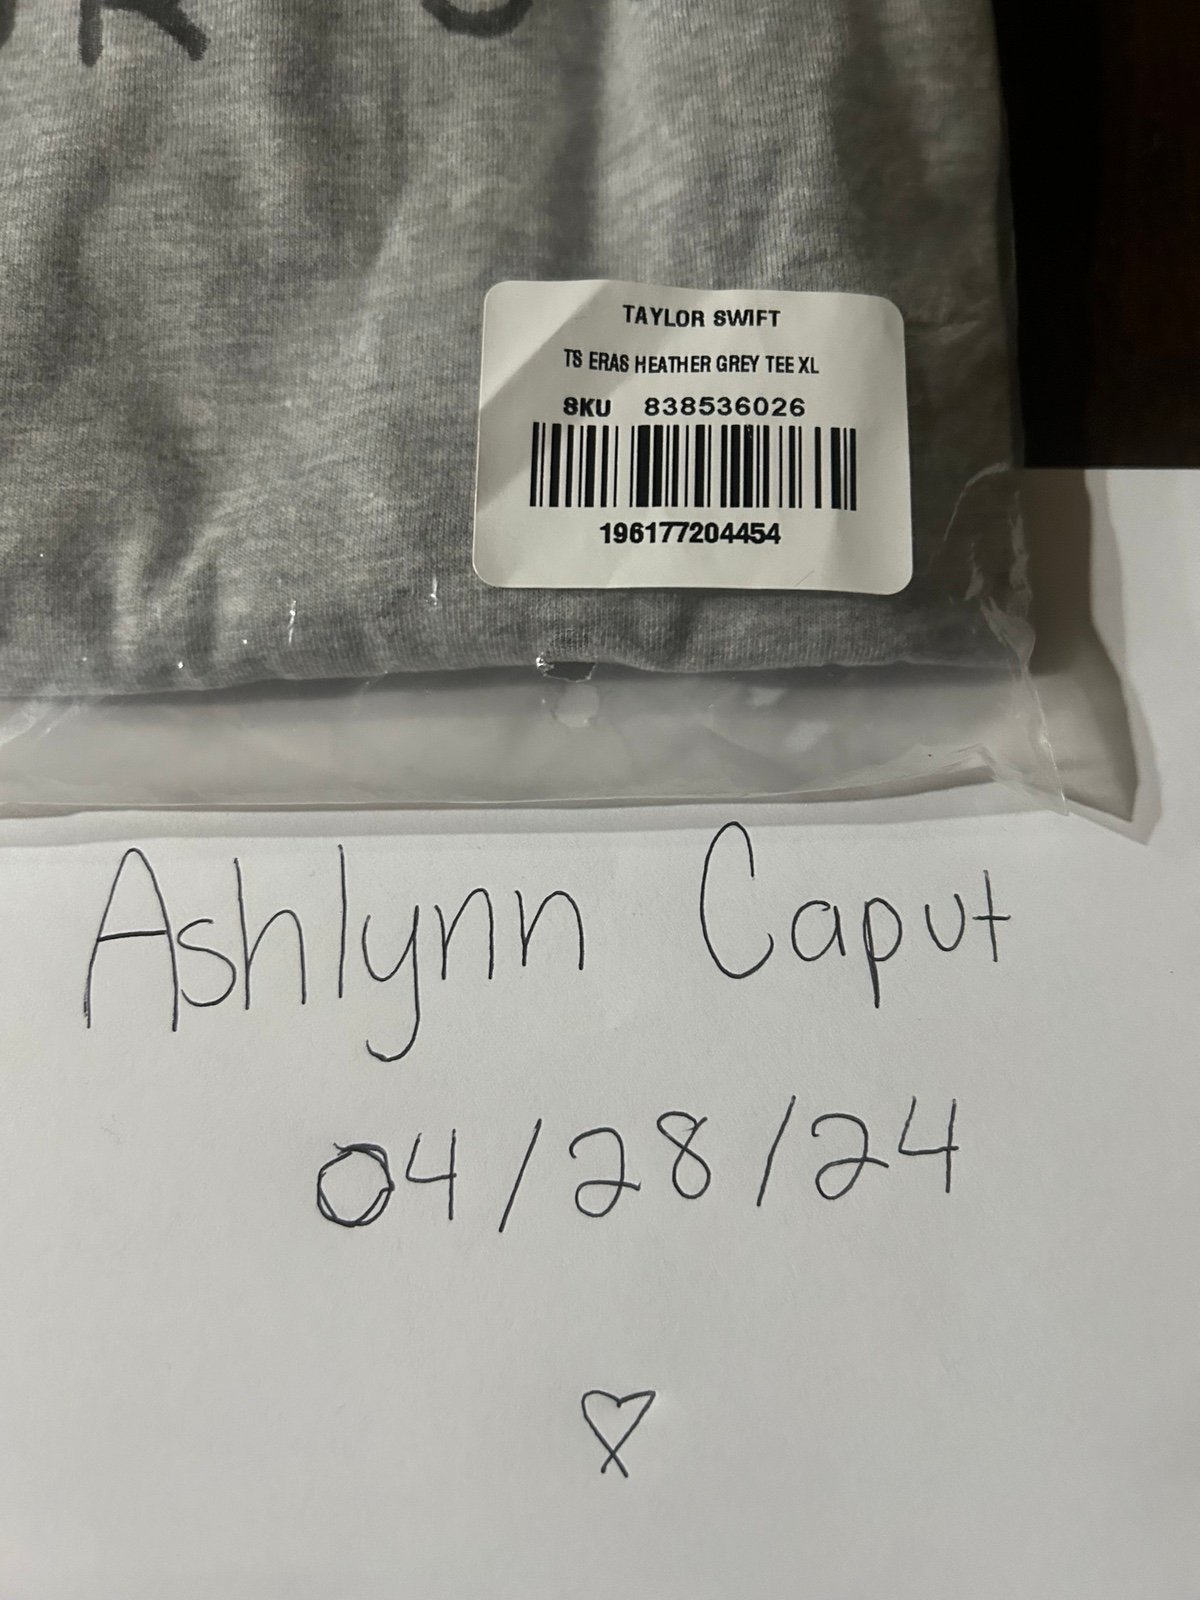 TAYLOR SWIFT
TS ERAS HEATHER GREY TEE XL
SKU 838536026
196177204454
Ashlynn Caput
04/28/24